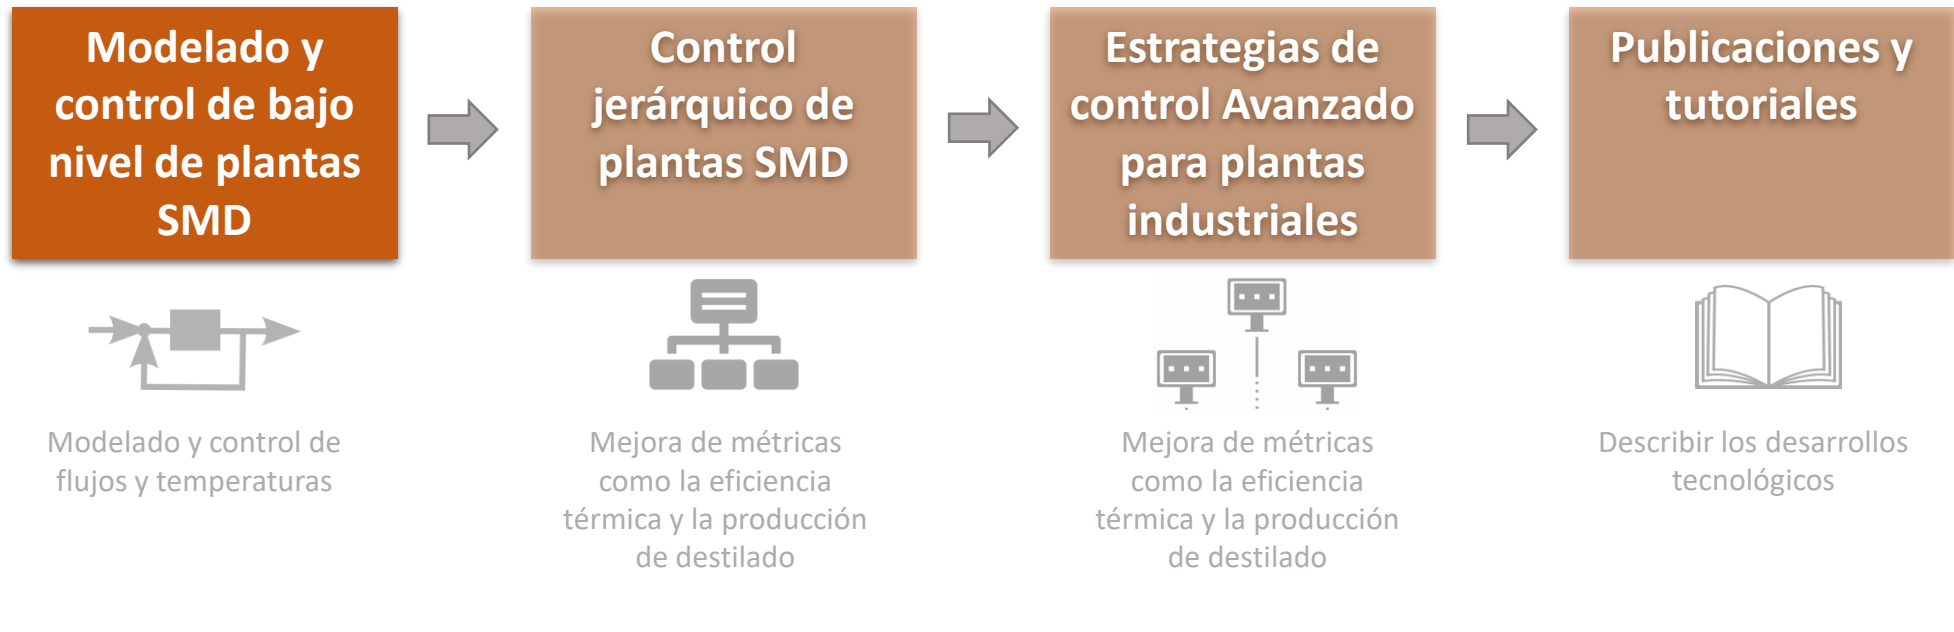 Modelado y
control de bajo
nivel de plantas
SMD
Control
jerárquico de
plantas SMD
Estrategias de
control Avanzado
para plantas
industriales
Publicaciones y
tutoriales
Modelado y control de
flujos y temperaturas
Mejora de métricas
como la eficiencia
térmica y la producción
de destilado
Mejora de métricas
como la eficiencia
térmica y la producción
de destilado
Describir los desarrollos
tecnológicos